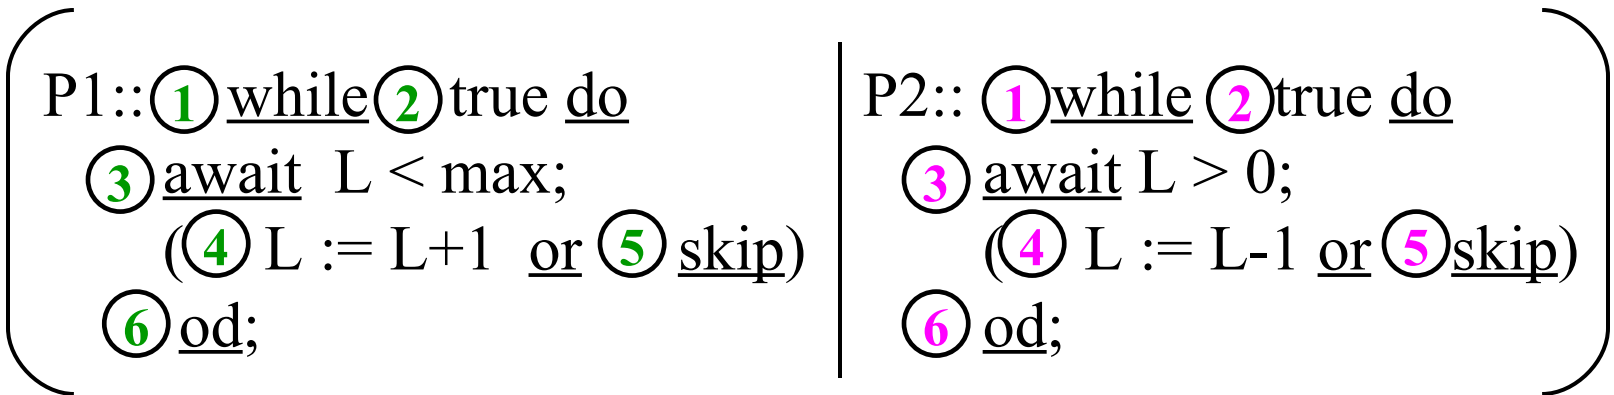 P1:: 1 while 2 true do
3 await L < max;
(4 L := L+1 or 5 skip)
6 od;
P2:: 1 while 2 true do
3 await L > 0;
(4 L := L-1 or 5 skip)
6 od;